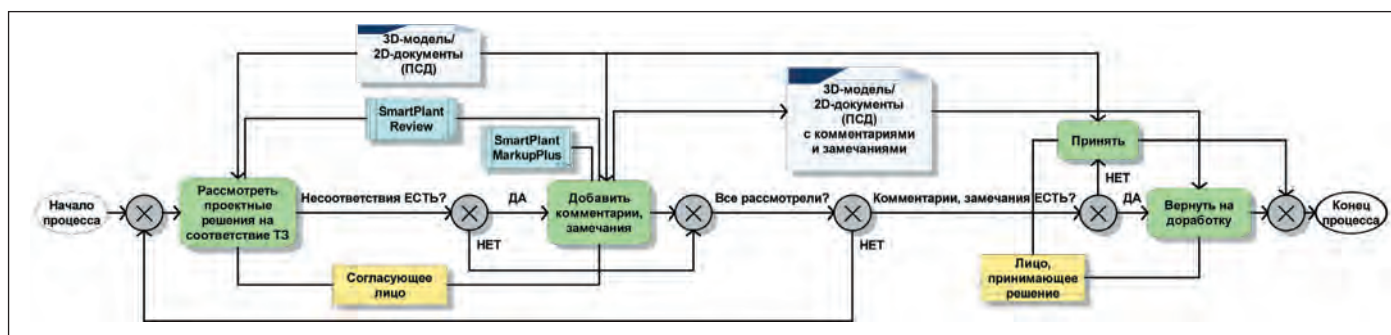 3D-модель/
2D-документы
(ПСД)
SmartPlant
Review
SmartPlant
MarkupPlus
3D-модель/
2D-документы
(ПСД)
с комментариями
и замечаниями
Принять
НЕТ
Начало
процесса
Рассмотреть
проектные
решения на
соответствие ТЗ
Несоответствия ЕСТЬ?
ДА
НЕТ
Добавить
комментарии,
замечания
Все рассмотрели?
НЕТ
Комментарии, замечания ЕСТЬ?
ДА
Вернуть на
доработку
Конец
процесса
Согласующее
лицо
Лицо,
принимающее
решение